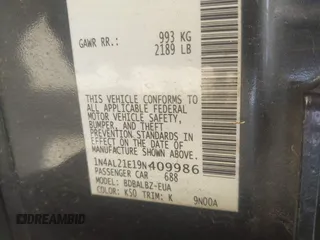 GAWR RR.: 993 KG
2189 LB
THIS VEHICLE CONFORMS TO
ALL APPLICABLE FEDERAL
MOTOR VEHICLE SAFETY,
BUMPER, AND THEFT
PREVENTION STANDARDS IN
EFFECT ON THE DATE OF
MANUFACTURE SHOWN ABOVE.
1N4AL21E19N409986
PASSENGER CAR 688
MODEL: BDBALBZ-EUA
COLOR: K50 TRIM: K 9N00A
DREAMBID